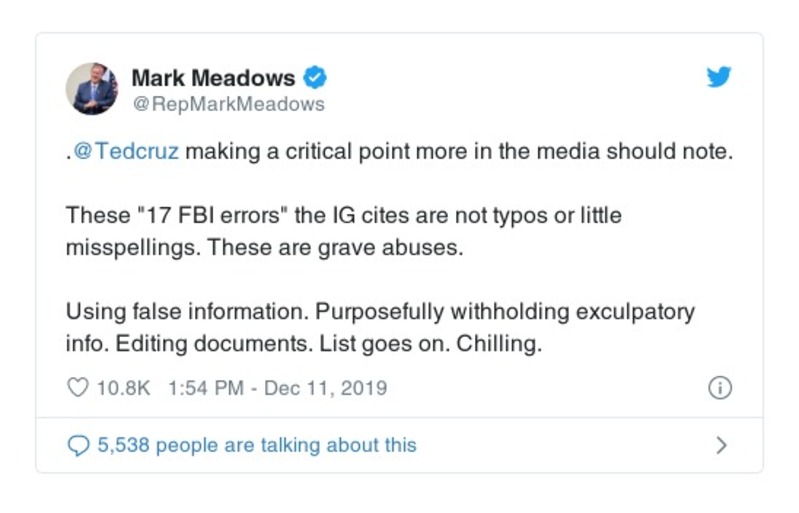 Mark Meadows
@RepMarkMeadows
.@Tedcruz making a critical point more in the media should note.
These "17 FBI errors" the IG cites are not typos or little
misspellings. These are grave abuses.
Using false information. Purposefully withholding exculpatory
info. Editing documents. List goes on. Chilling.
10.8K 1:54 PM - Dec 11, 2019
5,538 people are talking about this